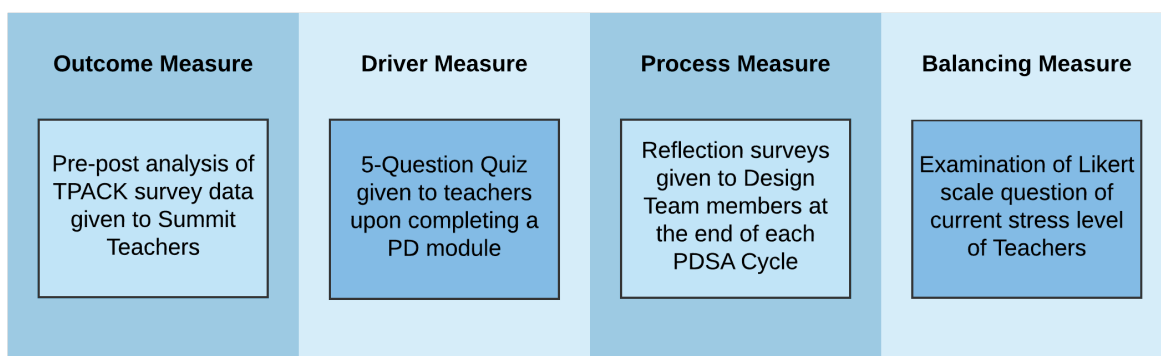 Outcome Measure
Pre-post analysis of
TPACK survey data
given to Summit
Teachers
Driver Measure
5-Question Quiz
given to teachers
upon completing a
PD module
Process Measure
Reflection surveys
given to Design
Team members at
the end of each
PDSA Cycle
Balancing Measure
Examination of Likert
scale question of
current stress level
of Teachers